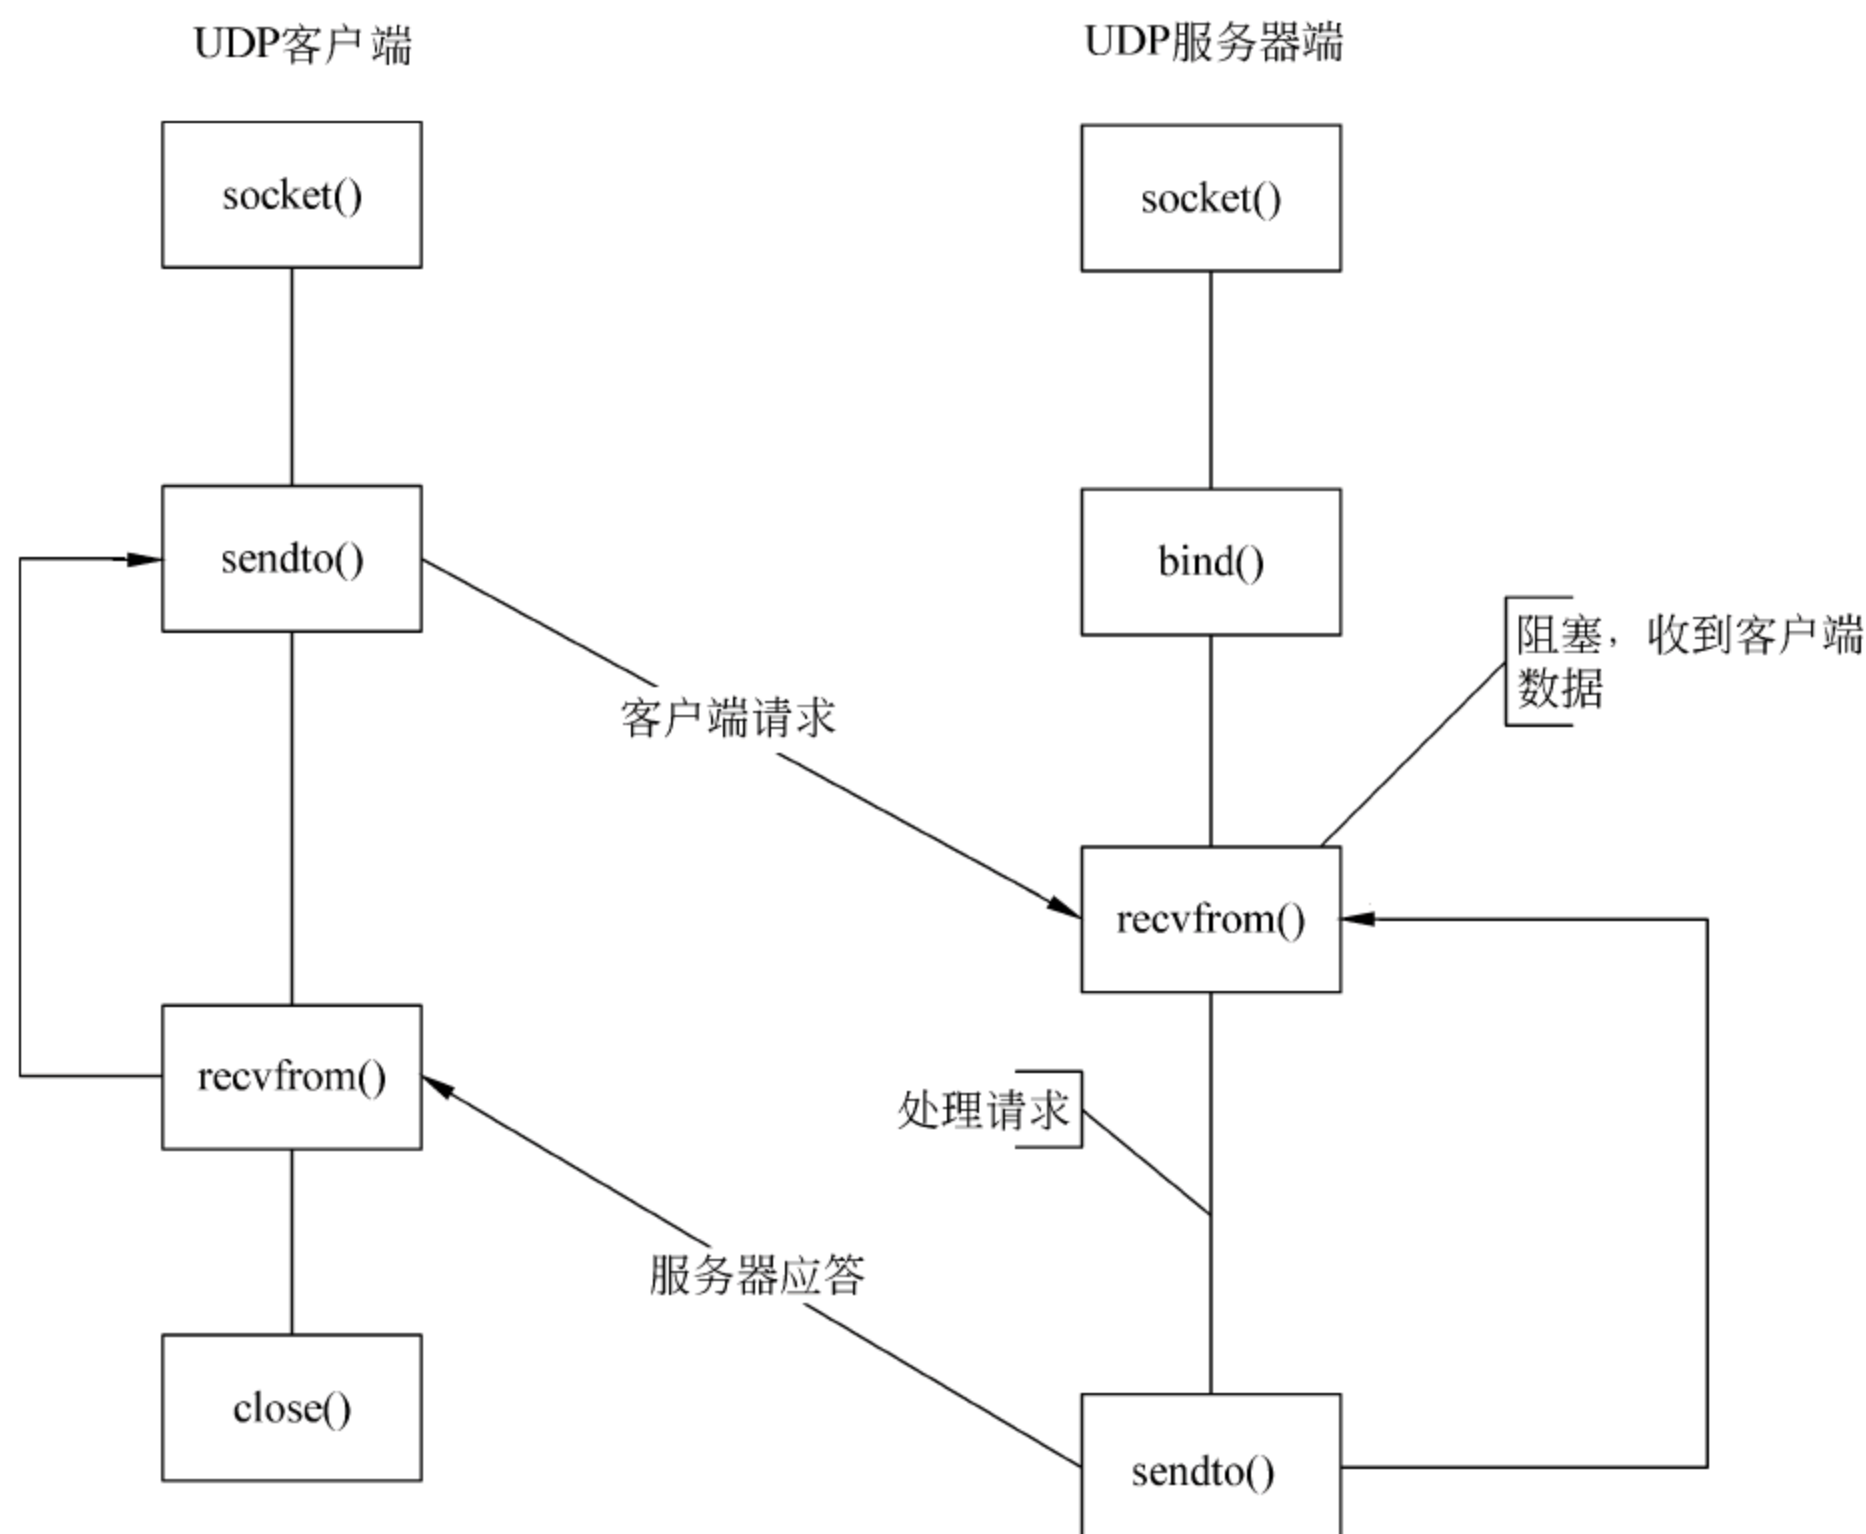 UDP客户端
UDP服务器端
socket()
socket()
sendto()
bind()
阻塞，收到客户端
数据
客户端请求
recvfrom()
recvfrom()
处理请求
服务器应答
close()
sendto()